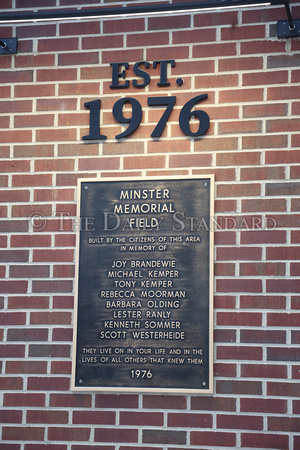 EST.
1976
MINSTER
MEMORIAL
FIELD
© THE DAILY STANDARD
BUILT BY THE CITIZENS OF THIS AREA
IN MEMORY OF
JOY BRANDEWIE
MICHAEL KEMPER
TONY KEMPER
REBECCA MOORMAN
BARBARA OLDING
LESTER RANLY
KENNETH SOMMER
SCOTT WESTERHEIDE
THEY LIVE ON IN YOUR LIFE AND IN THE
LIVES OF ALL OTHERS THAT KNEW THEM
1976